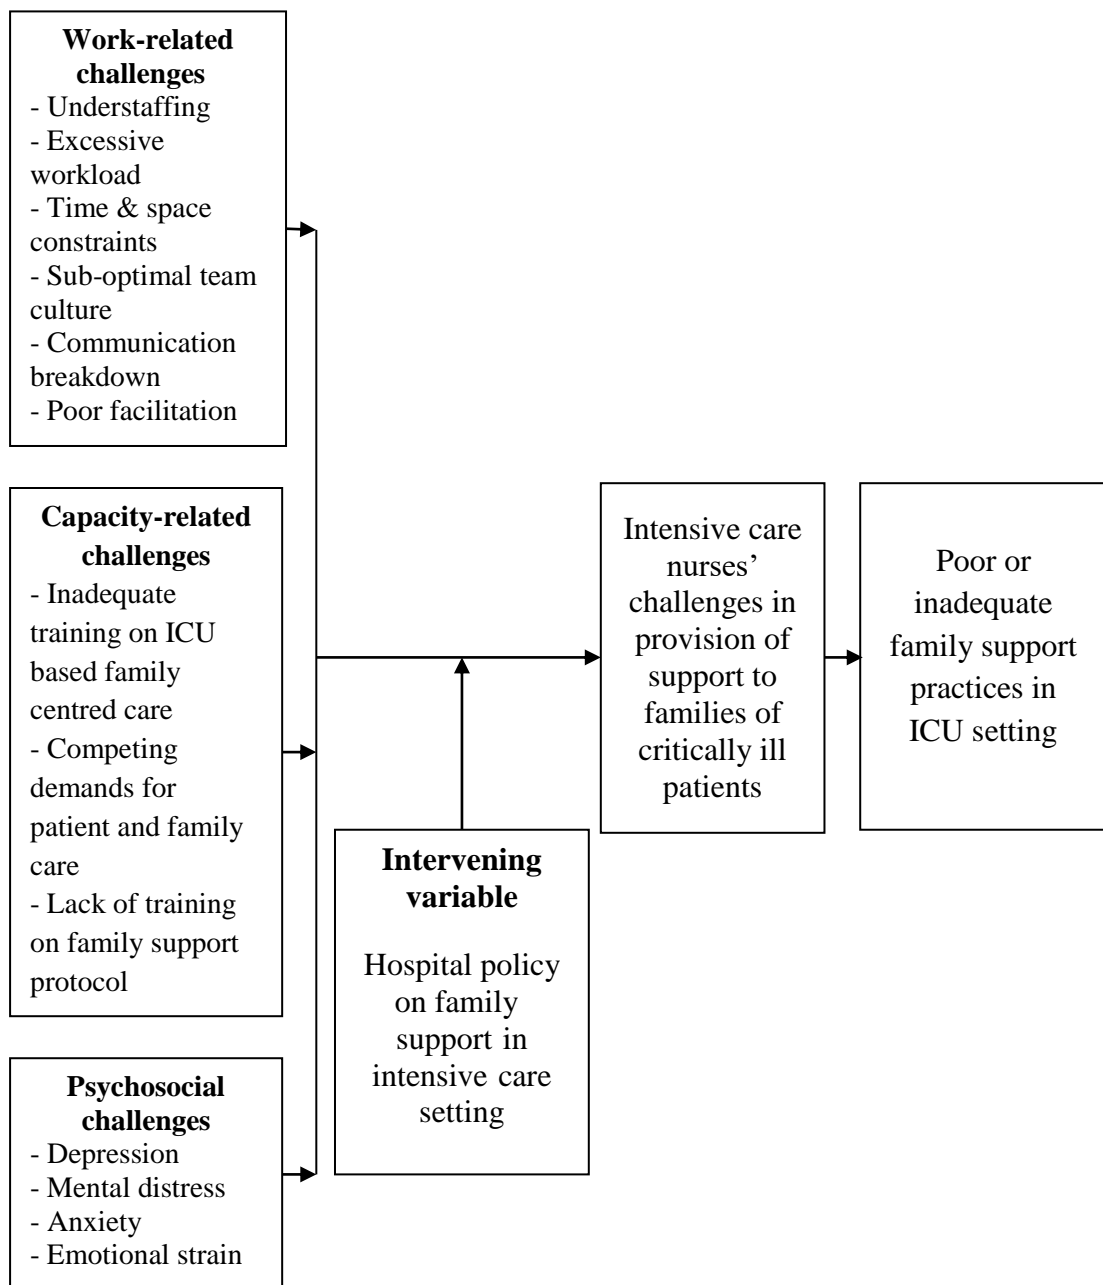 Work-related
challenges
- Understaffing
- Excessive
workload
- Time & space
constraints
- Sub-optimal team
culture
- Communication
breakdown
- Poor facilitation
Capacity-related
challenges
- Inadequate
training on ICU
based family
centred care
- Competing
demands for
patient and family
care
- Lack of training
on family support
protocol
Psychosocial
challenges
- Depression
- Mental distress
- Anxiety
- Emotional strain
Intervening
variable
Hospital policy
on family
support in
intensive care
setting
Intensive care
nurses’
challenges in
provision of
support to
families of
critically ill
patients
Poor or
inadequate
family support
practices in
ICU setting